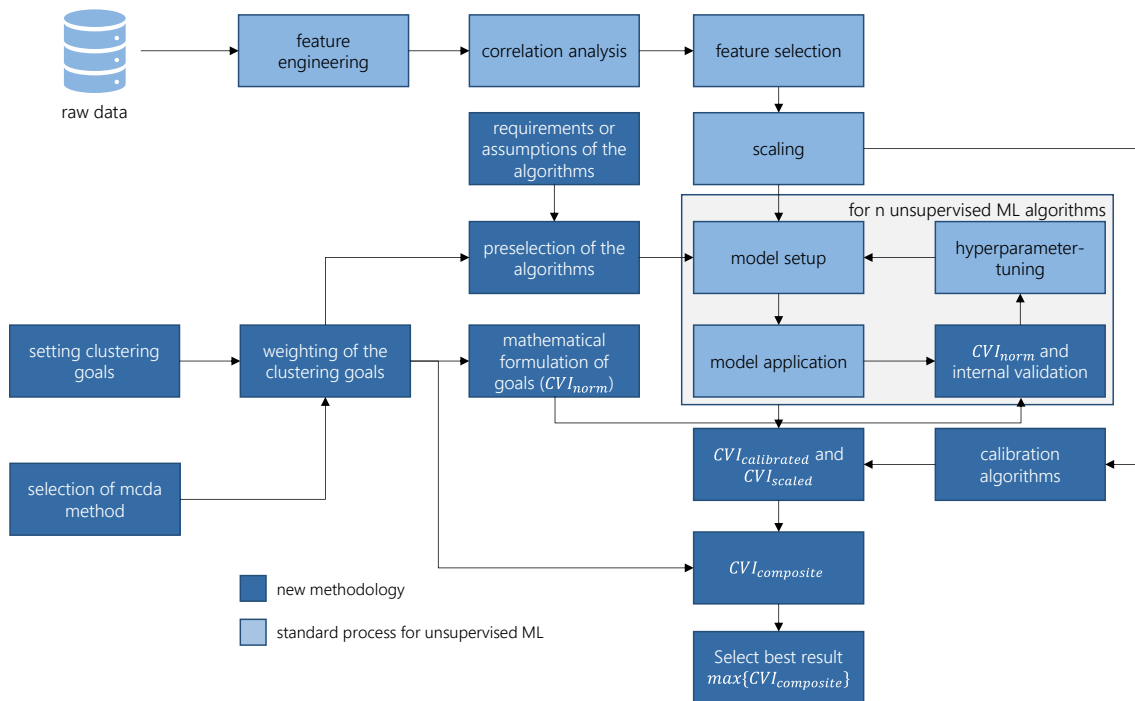 feature
engineering
correlation analysis
feature selection
raw data
requirements or
assumptions of the
algorithms
scaling
for n unsupervised ML algorithms
preselection of the
algorithms
model setup
hyperparameter-
tuning
setting clustering
goals
weighting of the
clustering goals
mathematical
formulation of
goals (CVI_norm)
model application
CVI_norm and
internal validation
selection of mcda
method
CVI_calibrated and
CVI_scaled
calibration
algorithms
CVI_composite
new methodology
standard process for unsupervised ML
Select best result
max{CVI_composite}